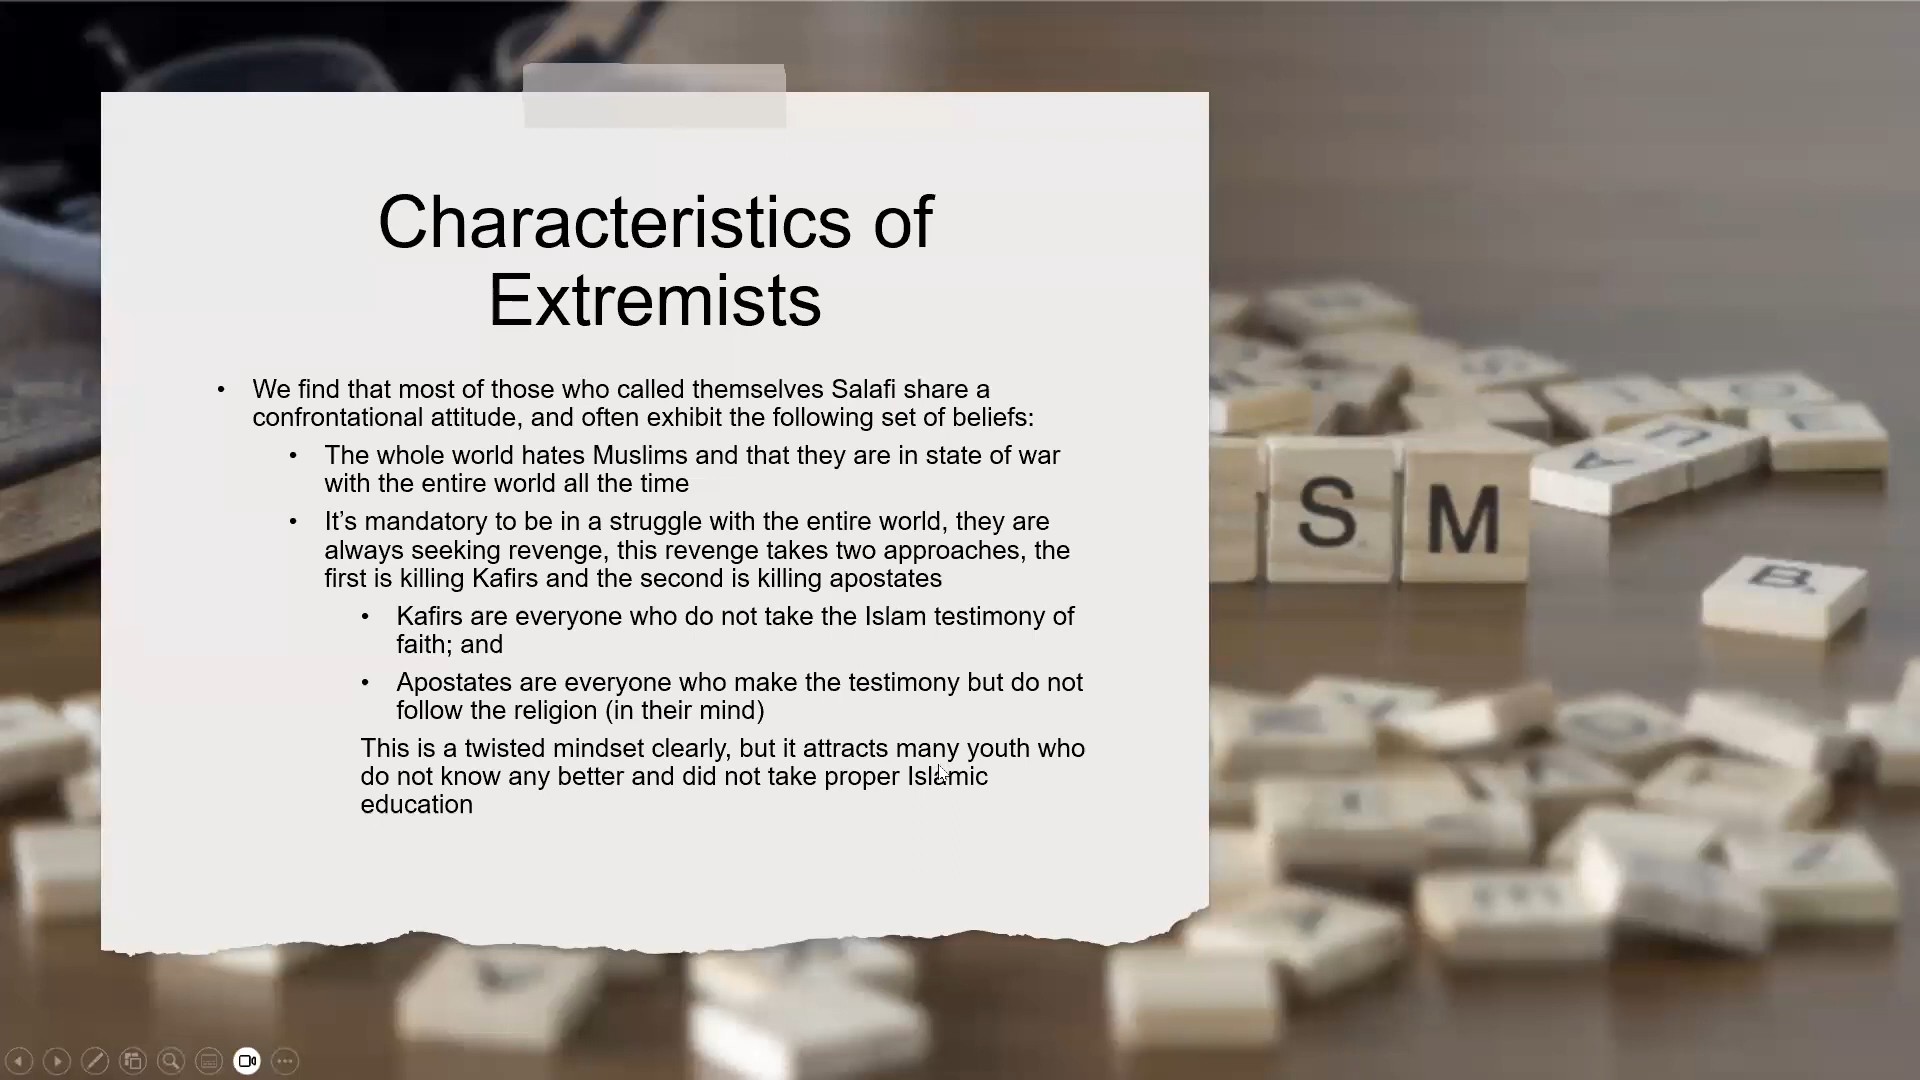 Characteristics of
Extremists
• We find that most of those who called themselves Salafi share a
confrontational attitude, and often exhibit the following set of beliefs:
• The whole world hates Muslims and that they are in state of war
with the entire world all the time
• It’s mandatory to be in a struggle with the entire world, they are
always seeking revenge, this revenge takes two approaches, the
first is killing Kafirs and the second is killing apostates
• Kafirs are everyone who do not take the Islam testimony of
faith; and
• Apostates are everyone who make the testimony but do not
follow the religion (in their mind)
This is a twisted mindset clearly, but it attracts many youth who
do not know any better and did not take proper Islamic
education
S M
B